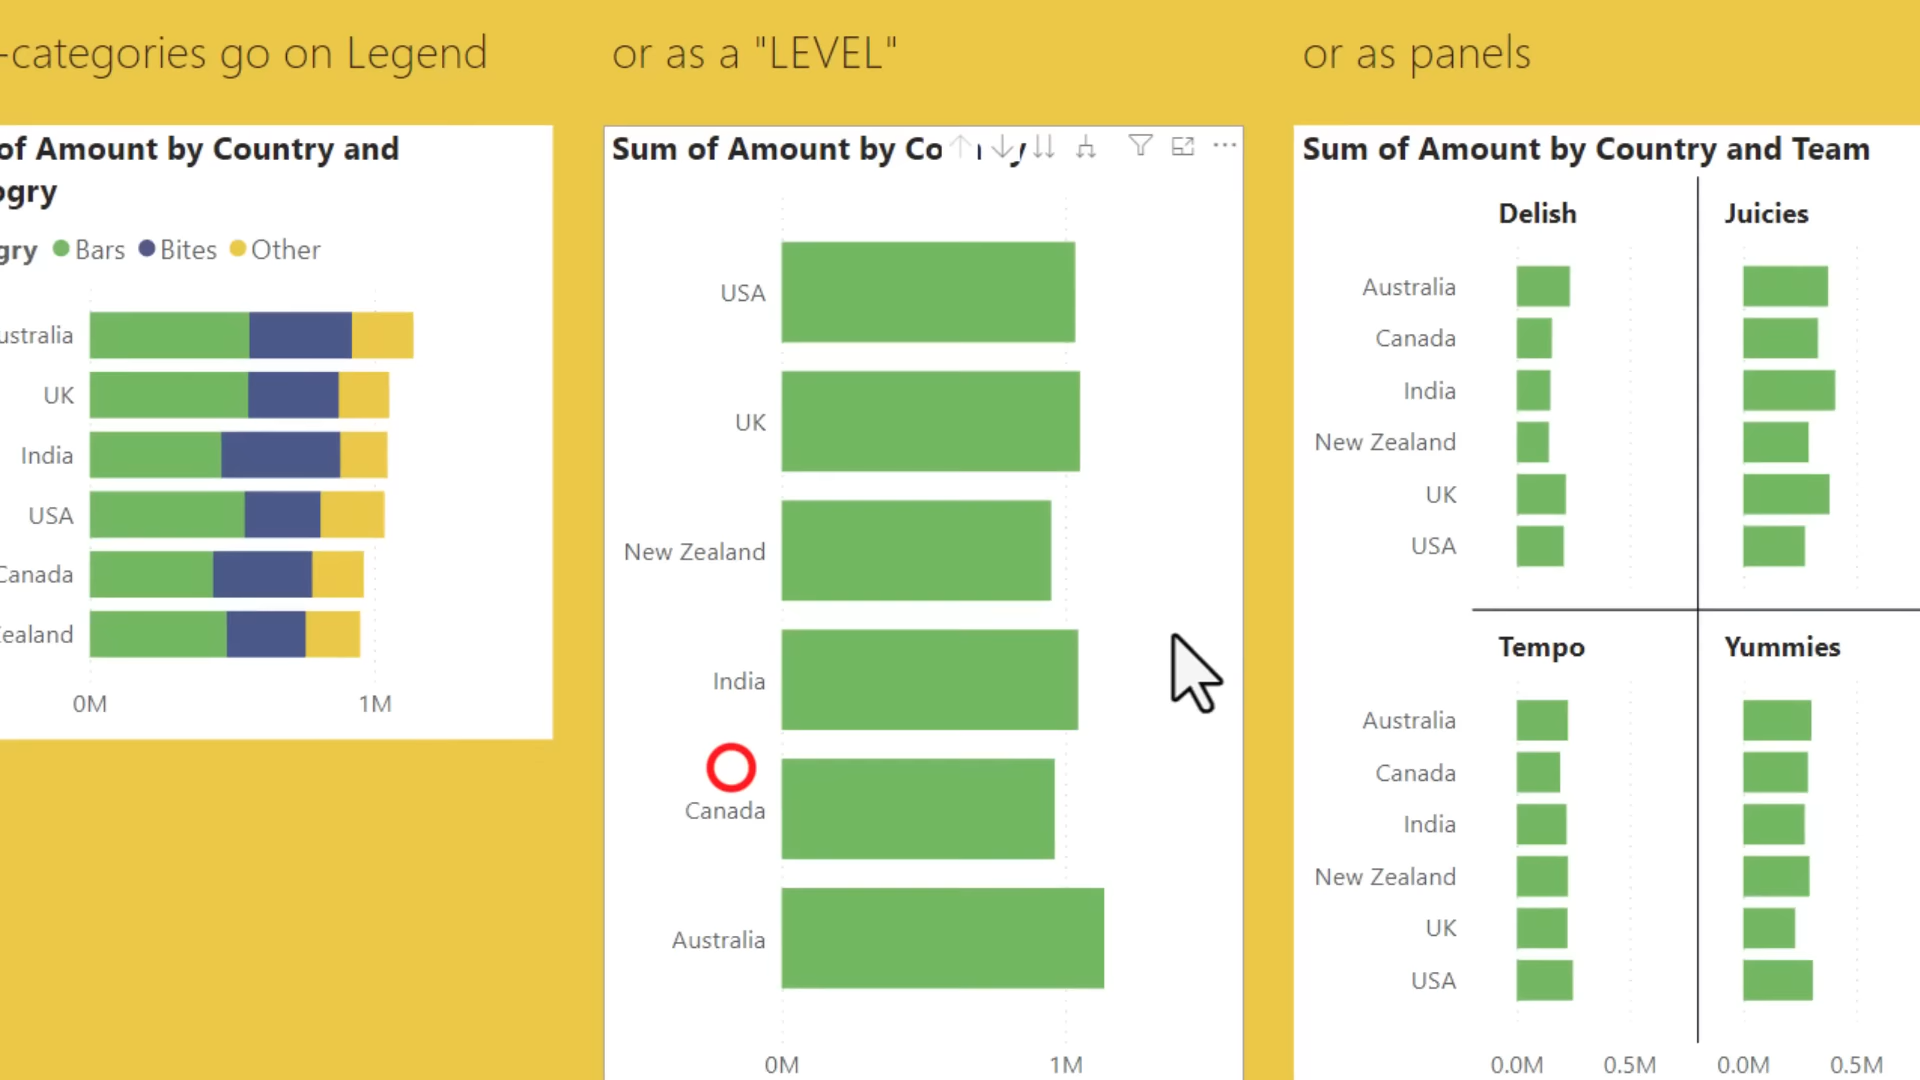 -categories go on Legend
of Amount by Country and
ogry
gry Bars Bites Other
ustralia
UK
India
USA
Canada
Zealand
0M 1M
or as a "LEVEL"
Sum of Amount by Co y
USA
UK
New Zealand
India
Canada
Australia
0M 1M
or as panels
Sum of Amount by Country and Team
Delish Juicies
Australia
Canada
India
New Zealand
UK
USA
Tempo Yummies
Australia
Canada
India
New Zealand
UK
USA
0.0M 0.5M 0.0M 0.5M